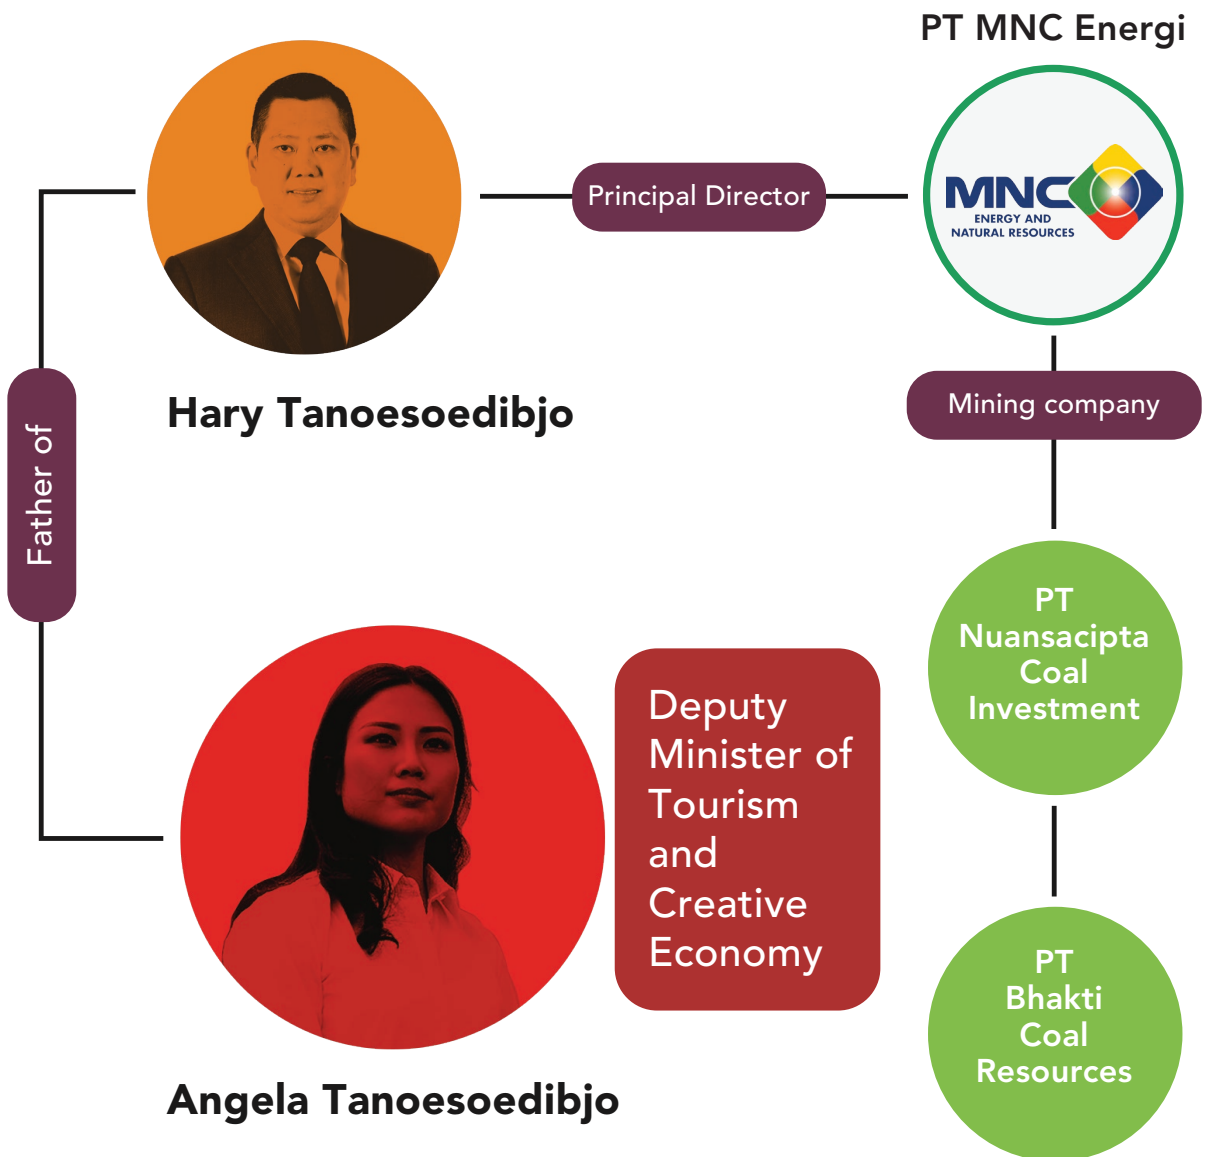 PT MNC Energi
Principal Director
MNC
ENERGY AND
NATURAL RESOURCES
Hary Tanoesoedibjo
Mining company
Father of
PT
Nuansacipta
Coal
Investment
Deputy
Minister of
Tourism
and
Creative
Economy
PT
Bhakti
Coal
Resources
Angela Tanoesoedibjo